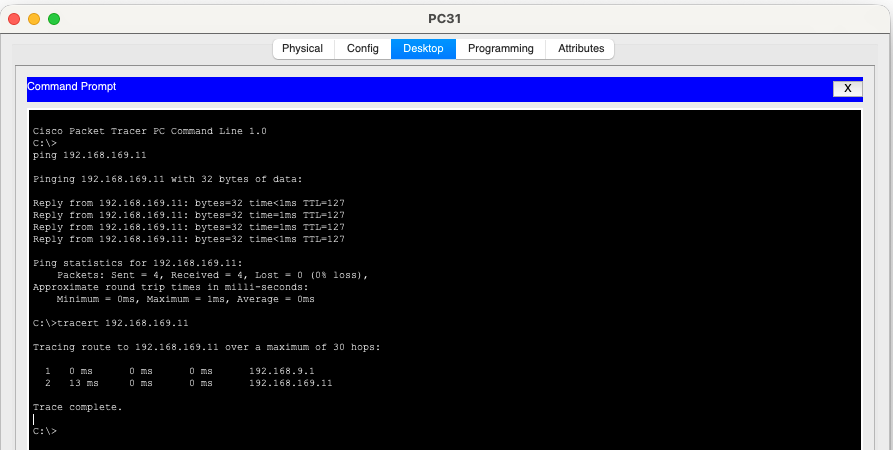 PC31
Physical Config Desktop Programming Attributes
Command Prompt
X
Cisco Packet Tracer PC Command Line 1.0
C:\>
ping 192.168.169.11
Pinging 192.168.169.11 with 32 bytes of data:
Reply from 192.168.169.11: bytes=32 time<1ms TTL=127
Reply from 192.168.169.11: bytes=32 time=1ms TTL=127
Reply from 192.168.169.11: bytes=32 time=1ms TTL=127
Reply from 192.168.169.11: bytes=32 time<1ms TTL=127
Ping statistics for 192.168.169.11:
    Packets: Sent = 4, Received = 4, Lost = 0 (0% loss),
Approximate round trip times in milli-seconds:
    Minimum = 0ms, Maximum = 1ms, Average = 0ms
C:\>tracert 192.168.169.11
Tracing route to 192.168.169.11 over a maximum of 30 hops:
  1   0 ms      0 ms      0 ms      192.168.9.1
  2   13 ms     0 ms      0 ms      192.168.169.11
Trace complete.
C:\>